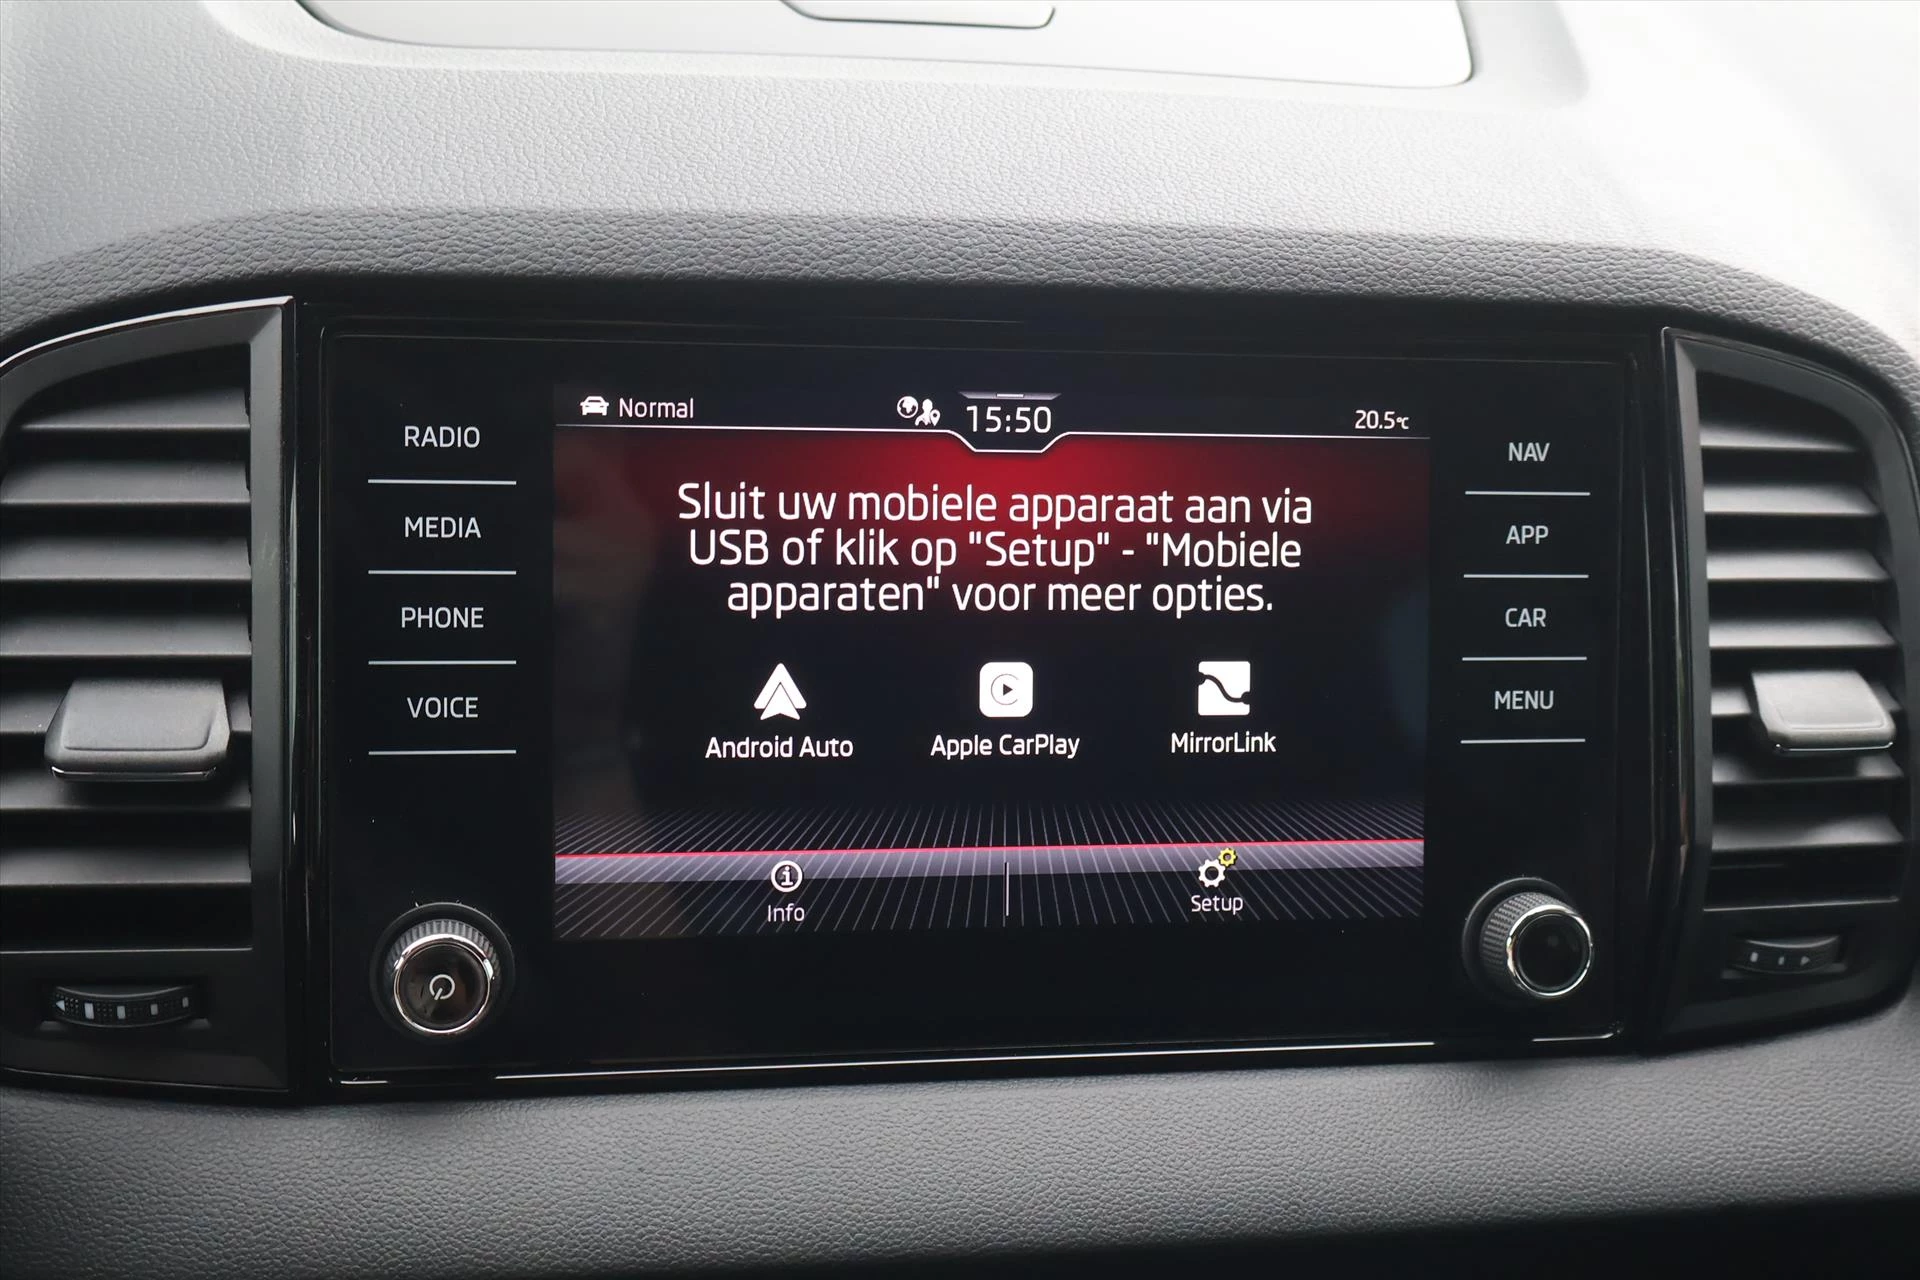 Normal
15:50
20.5°C
RADIO
MEDIA
PHONE
VOICE
Sluit uw mobiele apparaat aan via
USB of klik op "Setup" - "Mobiele
apparaten" voor meer opties.
Android Auto
Apple CarPlay
MirrorLink
Info
Setup
NAV
APP
CAR
MENU